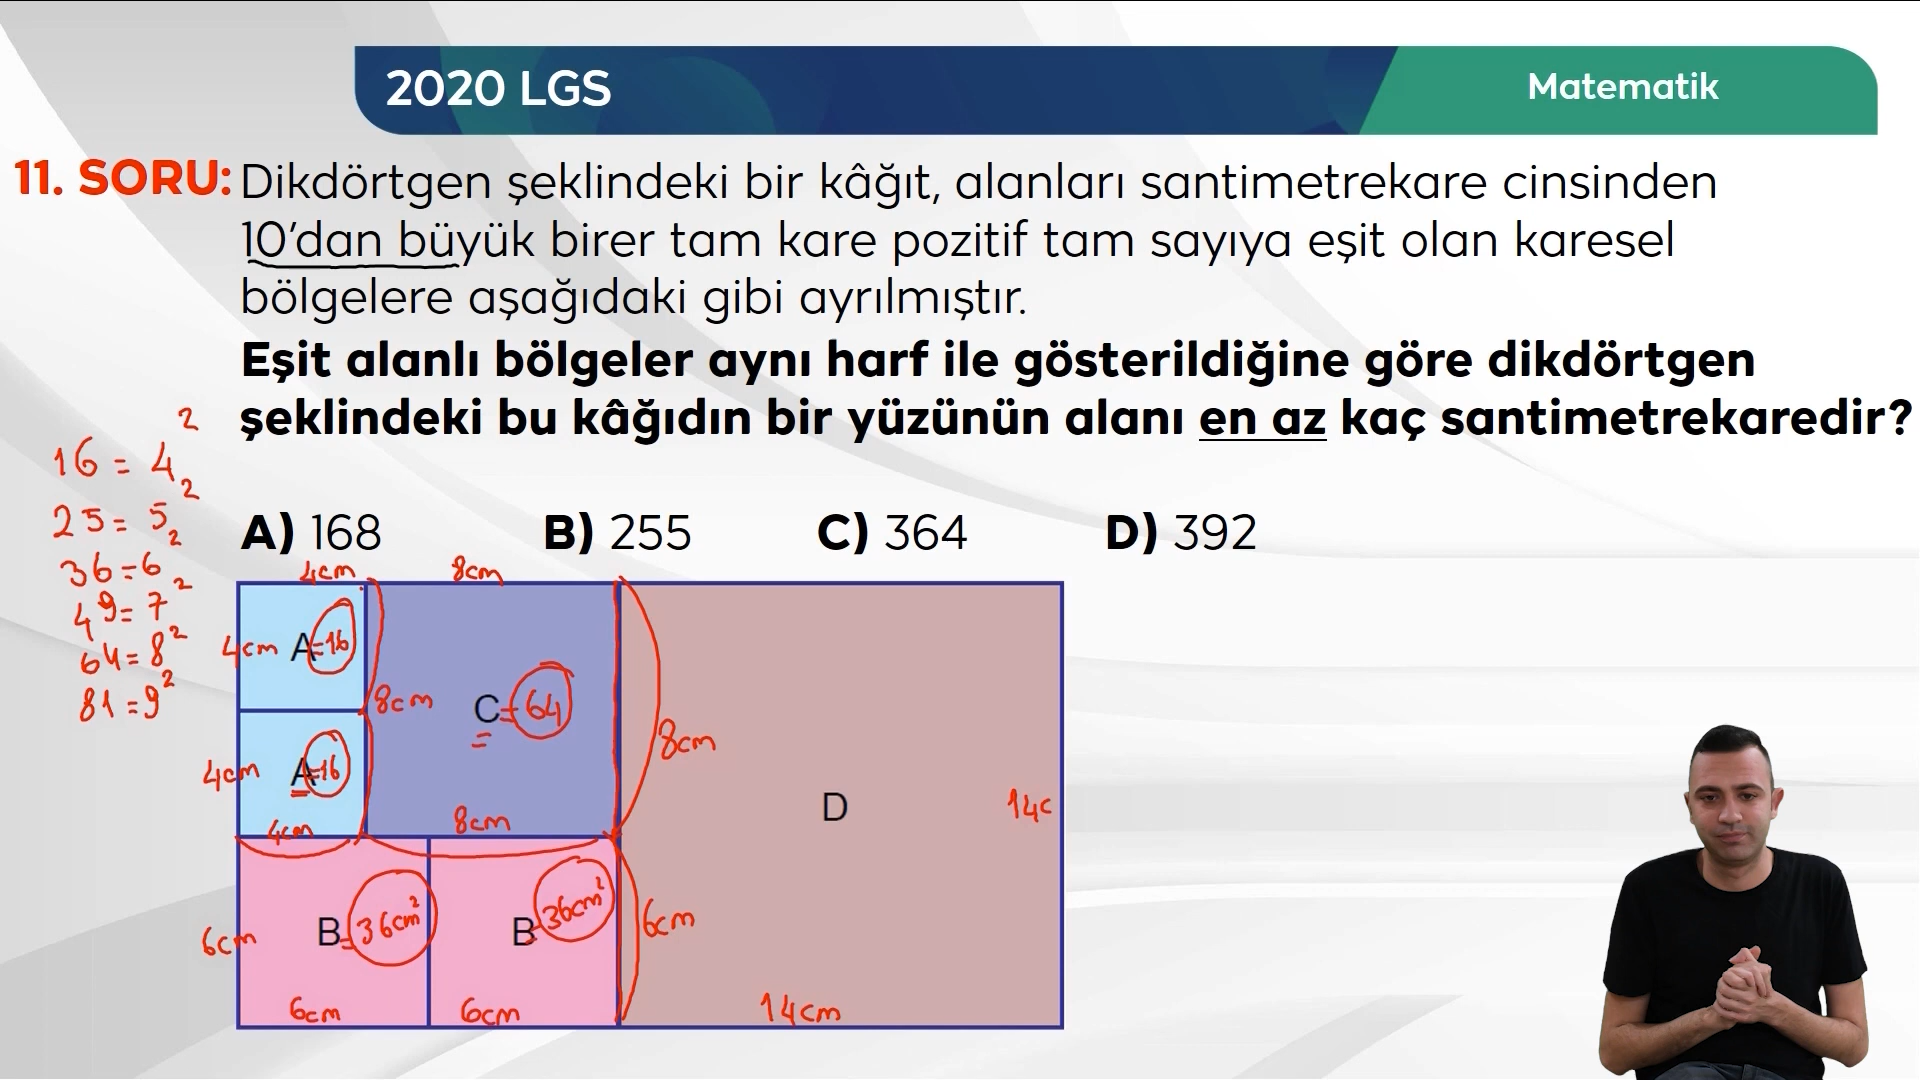 2020 LGS
Matematik
11. SORU: Dikdörtgen şeklindeki bir kâğıt, alanları santimetrekare cinsinden
10’dan büyük birer tam kare pozitif tam sayıya eşit olan karesel
bölgelere aşağıdaki gibi ayrılmıştır.
Eşit alanlı bölgeler aynı harf ile gösterildiğine göre dikdörtgen
şeklindeki bu kâğıdın bir yüzünün alanı en az kaç santimetrekaredir?
16 = 4²
25 = 5²
36 = 6²
49 = 7²
64 = 8²
81 = 9²
A) 168 B) 255 C) 364 D) 392
4cm 8cm
4cm A=16
8cm C=64
8cm
4cm A=16
D 14c
4cm 8cm
6cm B=36cm² B=36cm² 6cm
6cm 6cm 14cm